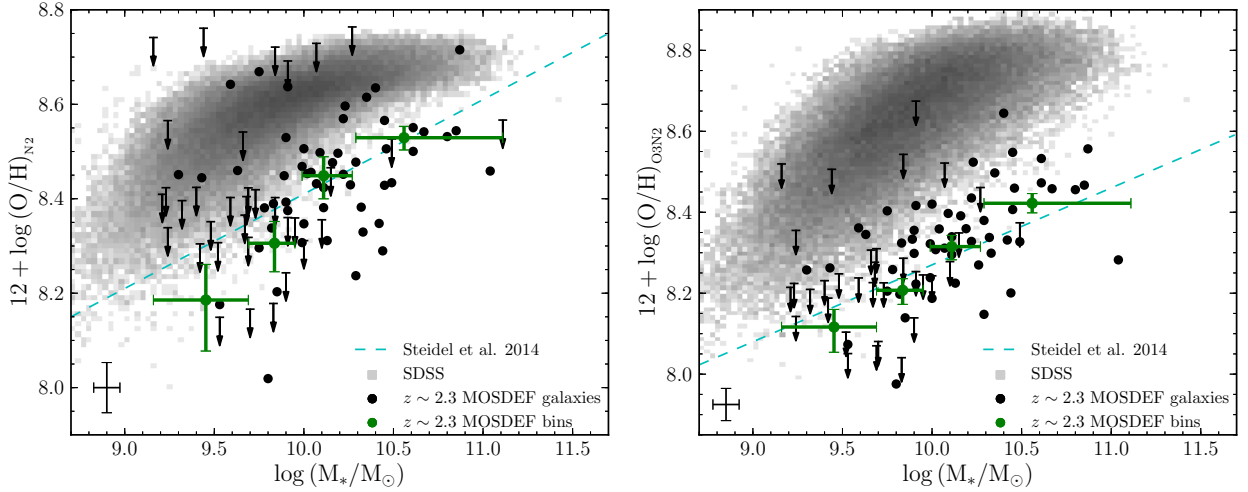 8.8
8.6
8.4
8.2
8.0
12 + log (O/H)N2
9.0 9.5 10.0 10.5 11.0 11.5
log (M*/M⊙)
Steidel et al. 2014
SDSS
z ∼ 2.3 MOSDEF galaxies
z ∼ 2.3 MOSDEF bins
8.8
8.6
8.4
8.2
8.0
12 + log (O/H)O3N2
9.0 9.5 10.0 10.5 11.0 11.5
log (M*/M⊙)
Steidel et al. 2014
SDSS
z ∼ 2.3 MOSDEF galaxies
z ∼ 2.3 MOSDEF bins